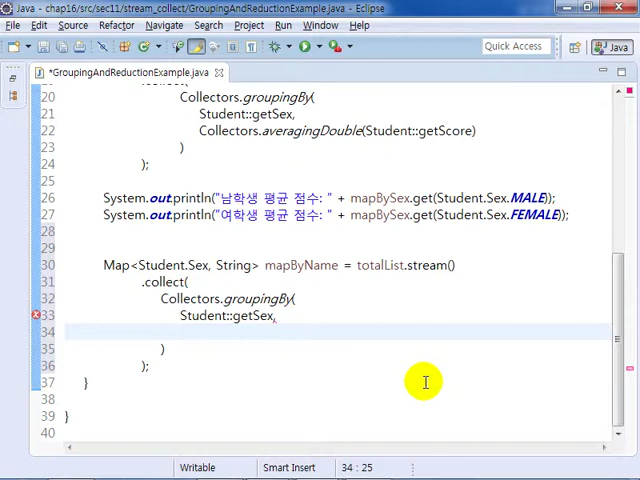 Java - chap16/src/sec11/stream_collect/GroupingAndReductionExample.java - Eclipse
File Edit Source Refactor Navigate Search Project Run Window Help
Quick Access
Java
*GroupingAndReductionExample.java
20 Collectors.groupingBy(
21 Student::getSex,
22 Collectors.averagingDouble(Student::getScore)
23 )
24 );
25
26 System.out.println("남학생 평균 점수: " + mapBySex.get(Student.Sex.MALE));
27 System.out.println("여학생 평균 점수: " + mapBySex.get(Student.Sex.FEMALE));
28
29
30 Map<Student.Sex, String> mapByName = totalList.stream()
31 .collect(
32 Collectors.groupingBy(
33 Student::getSex,
34
35 )
36 );
37 }
38
39 }
40
Writable Smart Insert 34 : 25